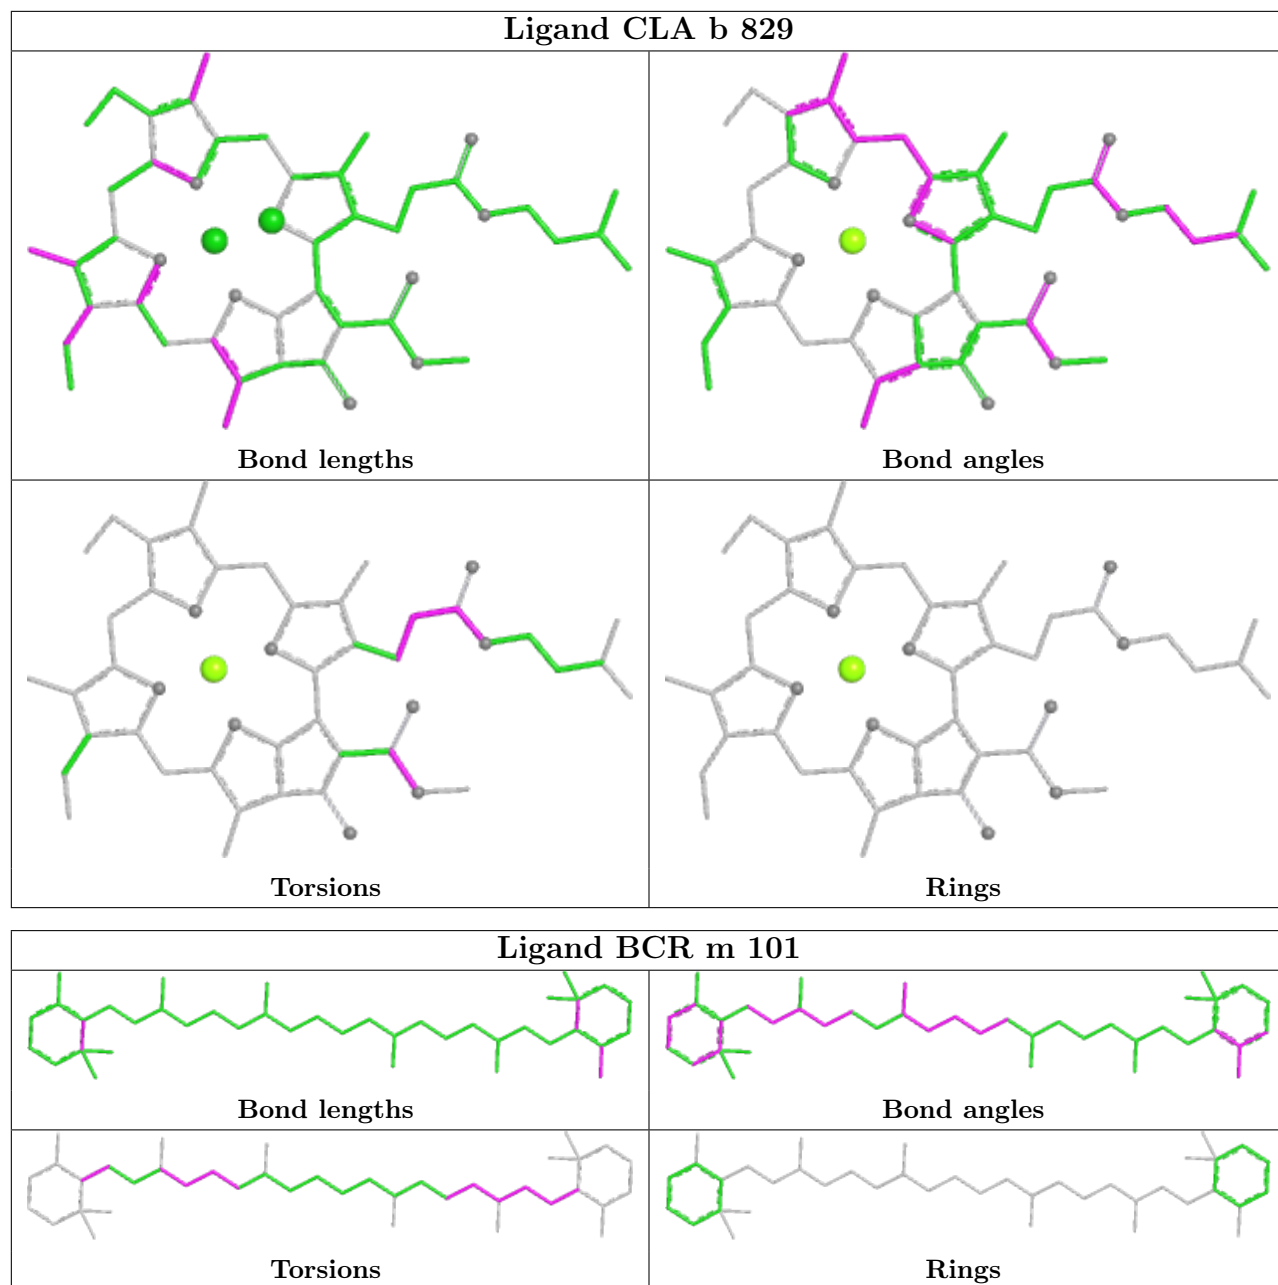 Ligand CLA b 829
Bond lengths
Bond angles
Torsions
Rings
Ligand BCR m 101
Bond lengths
Bond angles
Torsions
Rings